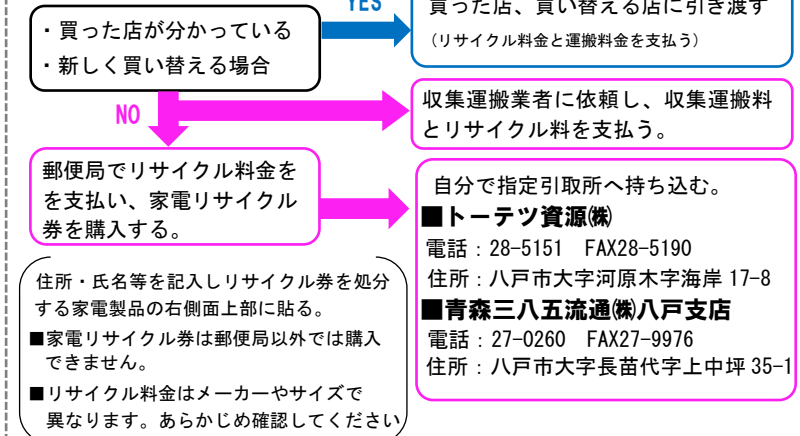 YES
買った店、買い替える店に引き渡す
（リサイクル料金と運搬料金を支払う）
・買った店が分かっている
・新しく買い替える場合
NO
収集運搬業者に依頼し、収集運搬料
とリサイクル料を支払う。
郵便局でリサイクル料金を
を支払い、家電リサイクル
券を購入する。
自分で指定引取所へ持ち込む。
■トーテツ資源㈱
電話：28-5151　FAX28-5190
住所：八戸市大字河原木字海岸 17-8
■青森三八五流通㈱八戸支店
電話：27-0260　FAX27-9976
住所：八戸市大字長苗代字上中坪 35-1
住所・氏名等を記入しリサイクル券を処分
する家電製品の右側面上部に貼る。
■家電リサイクル券は郵便局以外では購入
できません。
■リサイクル料金はメーカーやサイズで
異なります。あらかじめ確認してください